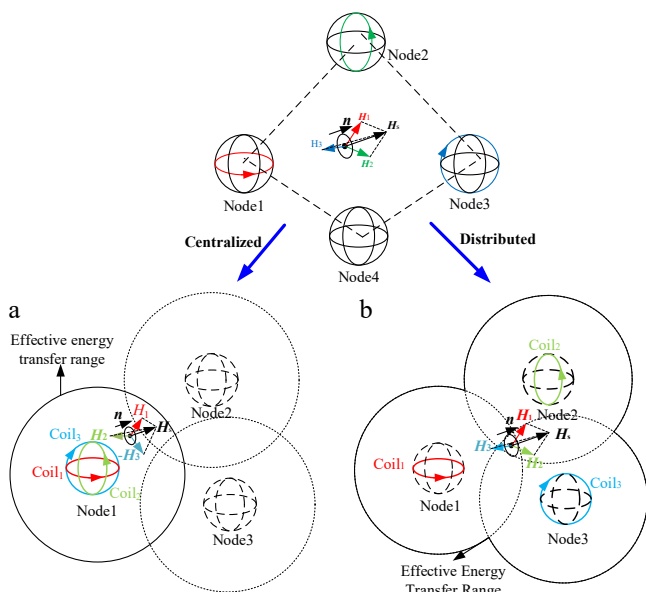 Node2
n
H1
Hs
H3
H2
Node1
Node3
Centralized
Distributed
Node4
a
b
Effective energy
transfer range
Coil2
Node2
n
H1
H2
Hs
-H3
Coil3
Coil1
Coil2
Node1
Node2
Node3
n
H1
Hs
H3
H2
Coil1
Node1
Coil3
Node3
Effective Energy
Transfer Range